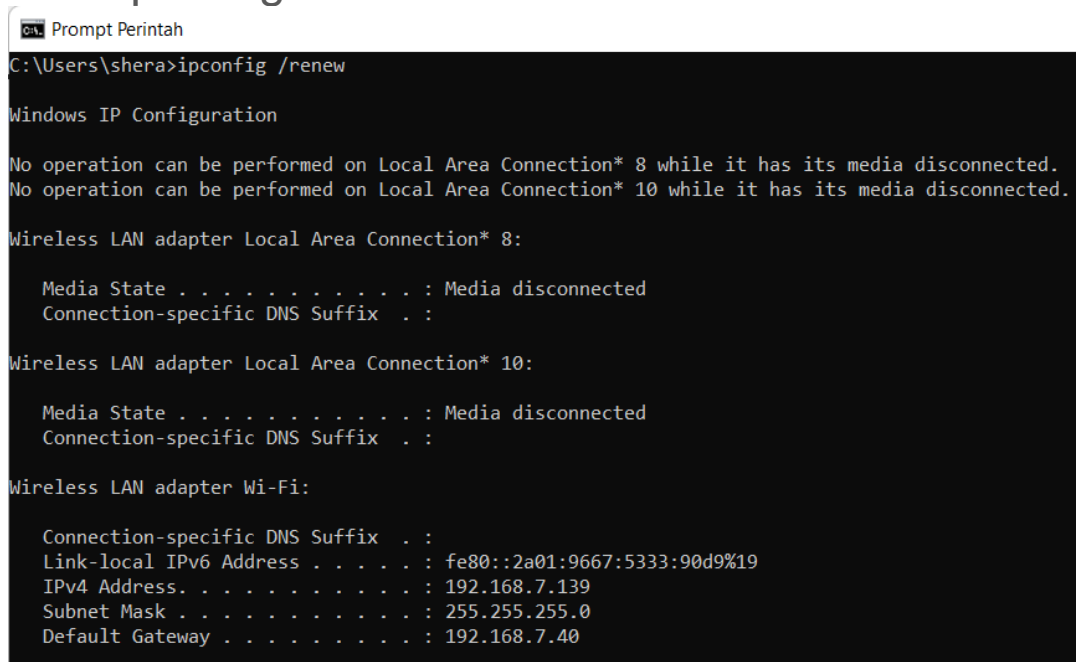 Prompt Perintah
C:\Users\shera>ipconfig /renew
Windows IP Configuration
No operation can be performed on Local Area Connection* 8 while it has its media disconnected.
No operation can be performed on Local Area Connection* 10 while it has its media disconnected.
Wireless LAN adapter Local Area Connection* 8:
Media State . . . . . . . . . . . : Media disconnected
Connection-specific DNS Suffix . :
Wireless LAN adapter Local Area Connection* 10:
Media State . . . . . . . . . . . : Media disconnected
Connection-specific DNS Suffix . :
Wireless LAN adapter Wi-Fi:
Connection-specific DNS Suffix . :
Link-local IPv6 Address . . . . . : fe80::2a01:9667:5333:90d9%19
IPv4 Address. . . . . . . . . . . : 192.168.7.139
Subnet Mask . . . . . . . . . . . : 255.255.255.0
Default Gateway . . . . . . . . . : 192.168.7.40